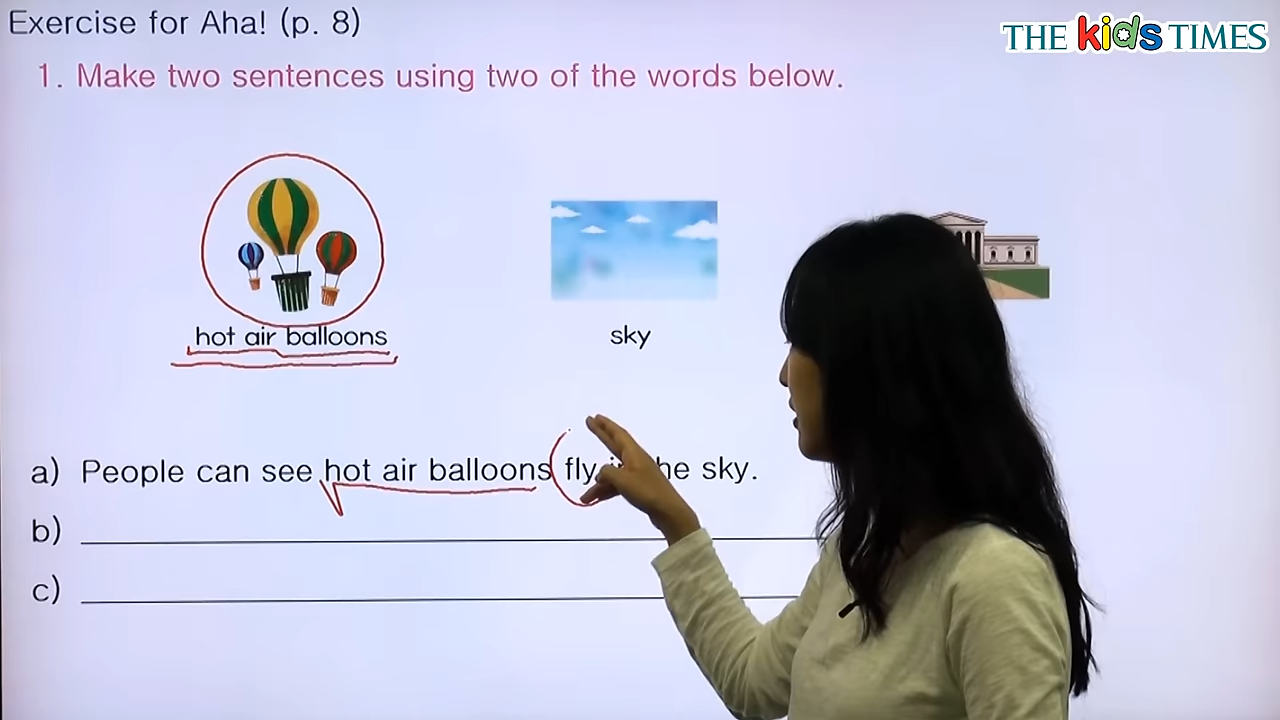 Exercise for Aha! (p. 8)
THE kids TIMES
1. Make two sentences using two of the words below.
hot air balloons
sky
a) People can see hot air balloons fly the sky.
b)
c)